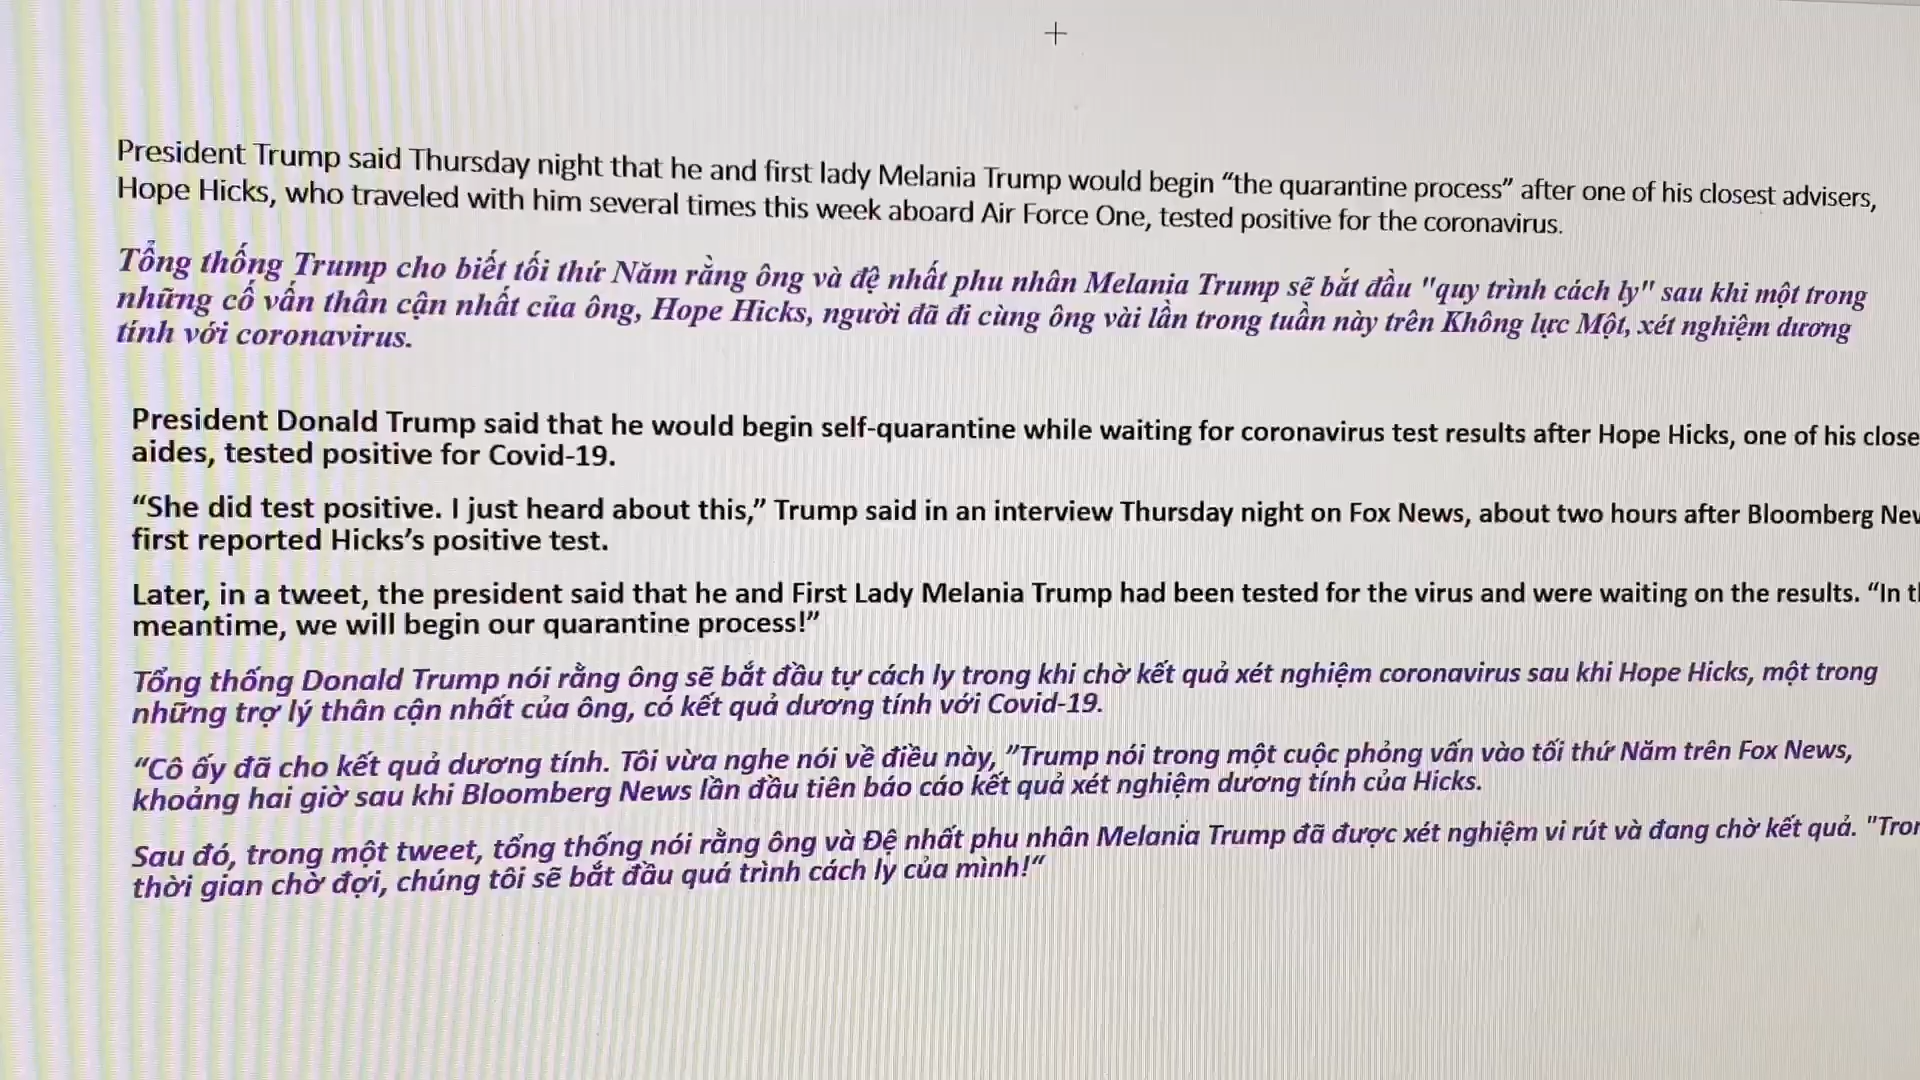 President Trump said Thursday night that he and first lady Melania Trump would begin “the quarantine process” after one of his closest advisers,
Hope Hicks, who traveled with him several times this week aboard Air Force One, tested positive for the coronavirus.
Tổng thống Trump cho biết tối thứ Năm rằng ông và đệ nhất phu nhân Melania Trump sẽ bắt đầu "quy trình cách ly" sau khi một trong
những cố vấn thân cận nhất của ông, Hope Hicks, người đã đi cùng ông vài lần trong tuần này trên Không lực Một, xét nghiệm dương
tính với coronavirus.
President Donald Trump said that he would begin self-quarantine while waiting for coronavirus test results after Hope Hicks, one of his close
aides, tested positive for Covid-19.
“She did test positive. I just heard about this,” Trump said in an interview Thursday night on Fox News, about two hours after Bloomberg
first reported Hicks’s positive test.
Later, in a tweet, the president said that he and First Lady Melania Trump had been tested for the virus and were waiting on the results. “In
meantime, we will begin our quarantine process!”
Tổng thống Donald Trump nói rằng ông sẽ bắt đầu tự cách ly trong khi chờ kết quả xét nghiệm coronavirus sau khi Hope Hicks, một trong
những trợ lý thân cận nhất của ông, có kết quả dương tính với Covid-19.
“Cô ấy đã cho kết quả dương tính. Tôi vừa nghe nói về điều này, ”Trump nói trong một cuộc phỏng vấn vào tối thứ Năm trên Fox News,
khoảng hai giờ sau khi Bloomberg News lần đầu tiên báo cáo kết quả xét nghiệm dương tính của Hicks.
Sau đó, trong một tweet, tổng thống nói rằng ông và Đệ nhất phu nhân Melania Trump đã được xét nghiệm vi rút và đang chờ kết quả.
thời gian chờ đợi, chúng tôi sẽ bắt đầu quá trình cách ly của mình!“